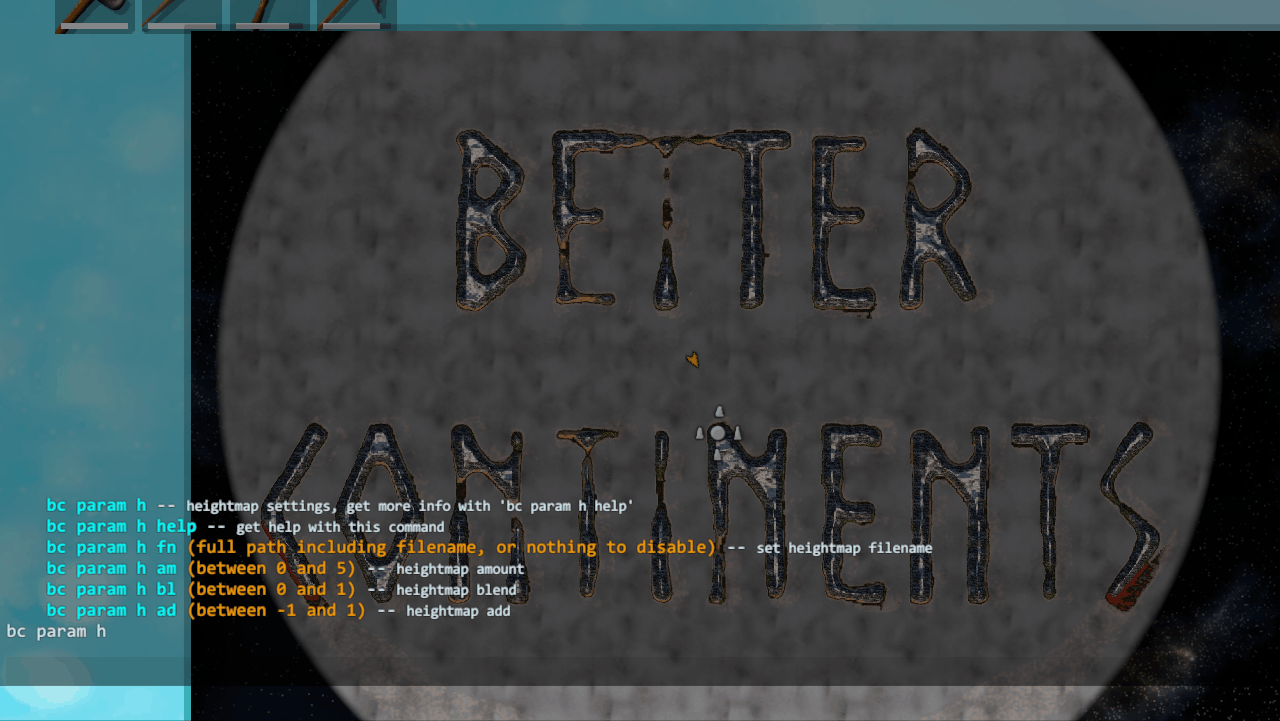 BETTER
CONTINENTS
bc param h -- heightmap settings, get more info with 'bc param h help'
bc param h help -- get help with this command
bc param h fn (full path including filename, or nothing to disable) -- set heightmap filename
bc param h am (between 0 and 5) -- heightmap amount
bc param h bl (between 0 and 1) -- heightmap blend
bc param h ad (between -1 and 1) -- heightmap add
bc param h